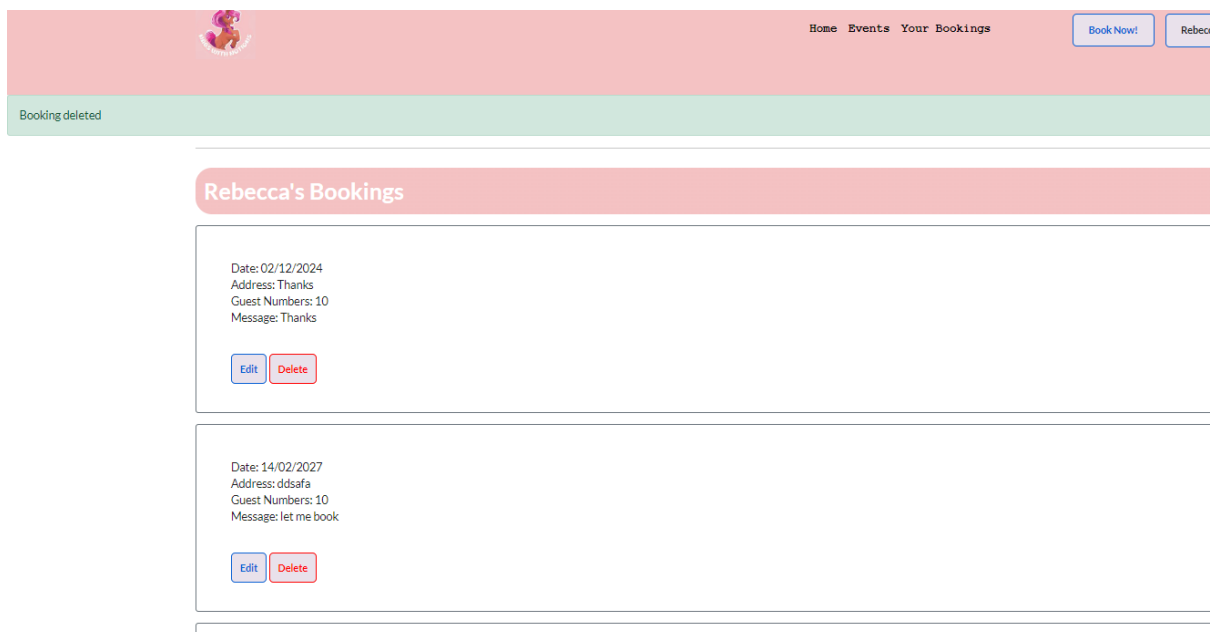 Home Events Your Bookings Book Now! Rebecc
Booking deleted
Rebecca's Bookings
Date: 02/12/2024
Address: Thanks
Guest Numbers: 10
Message: Thanks
Edit Delete
Date: 14/02/2027
Address: ddsafa
Guest Numbers: 10
Message: let me book
Edit Delete